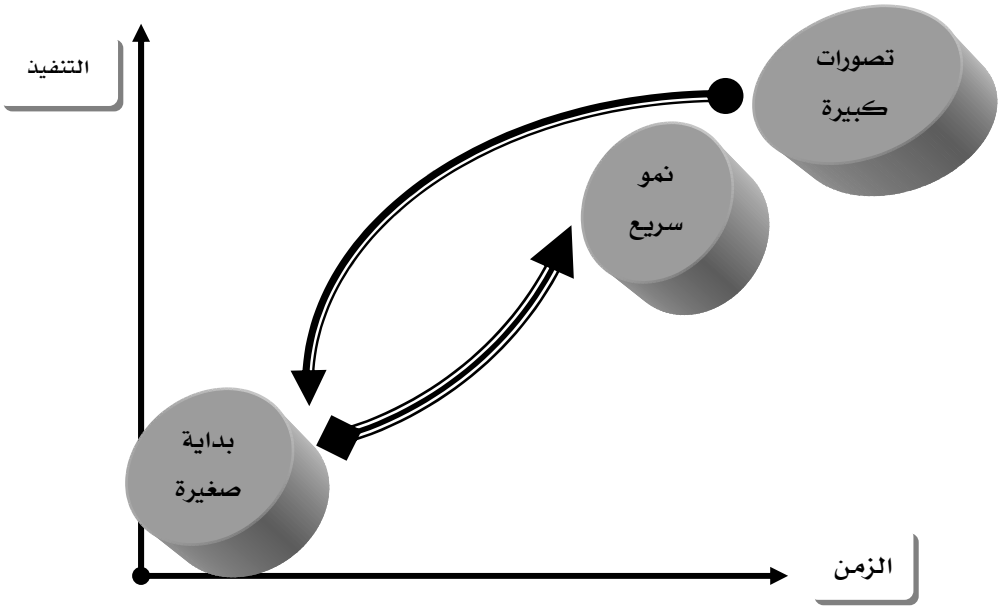 التنفيذ
تصورات
كبيرة
نمو
سريع
بداية
صغيرة
الزمن